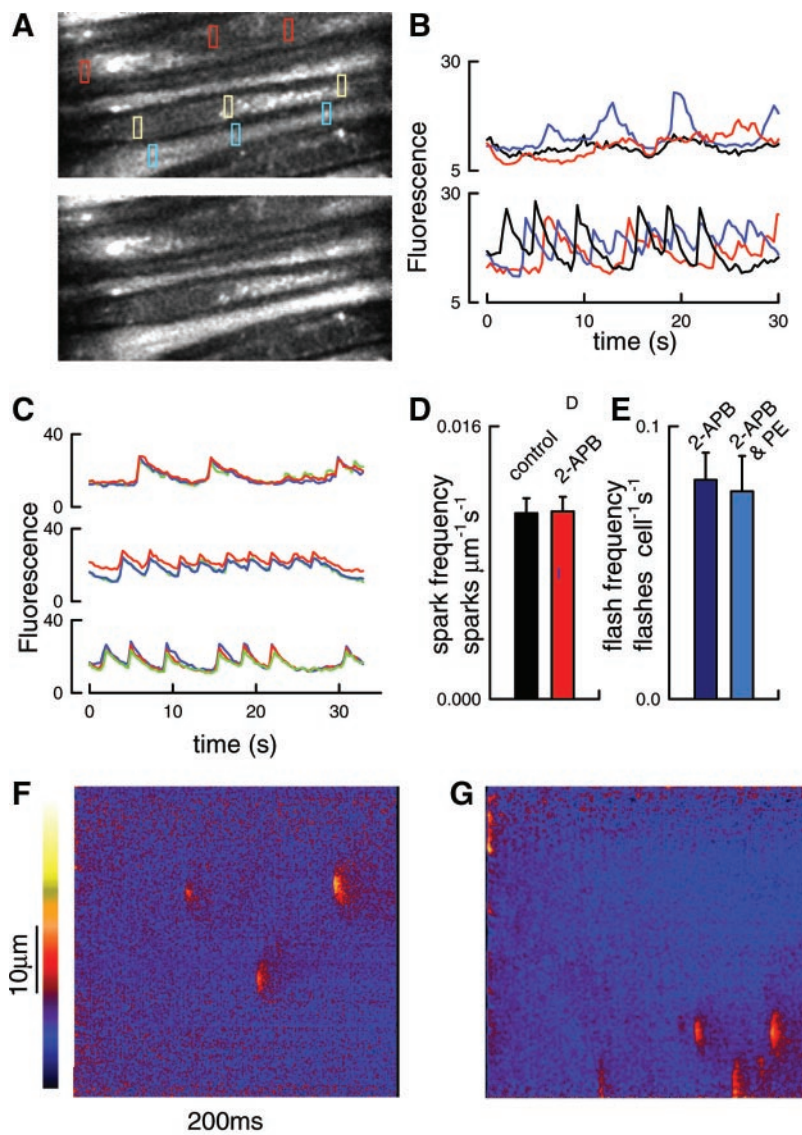 A
B
30
5
30
5
Fluorescence
0
10
20
30
time (s)
C
40
0
40
0
40
0
Fluorescence
0
10
20
30
time (s)
D
D
0.016
0.000
spark frequency
sparks μm-1s-1
control
2-APB
E
0.1
0.0
flash frequency
flashes cell-1s-1
2-APB
2-APB
& PE
F
10μm
200ms
G